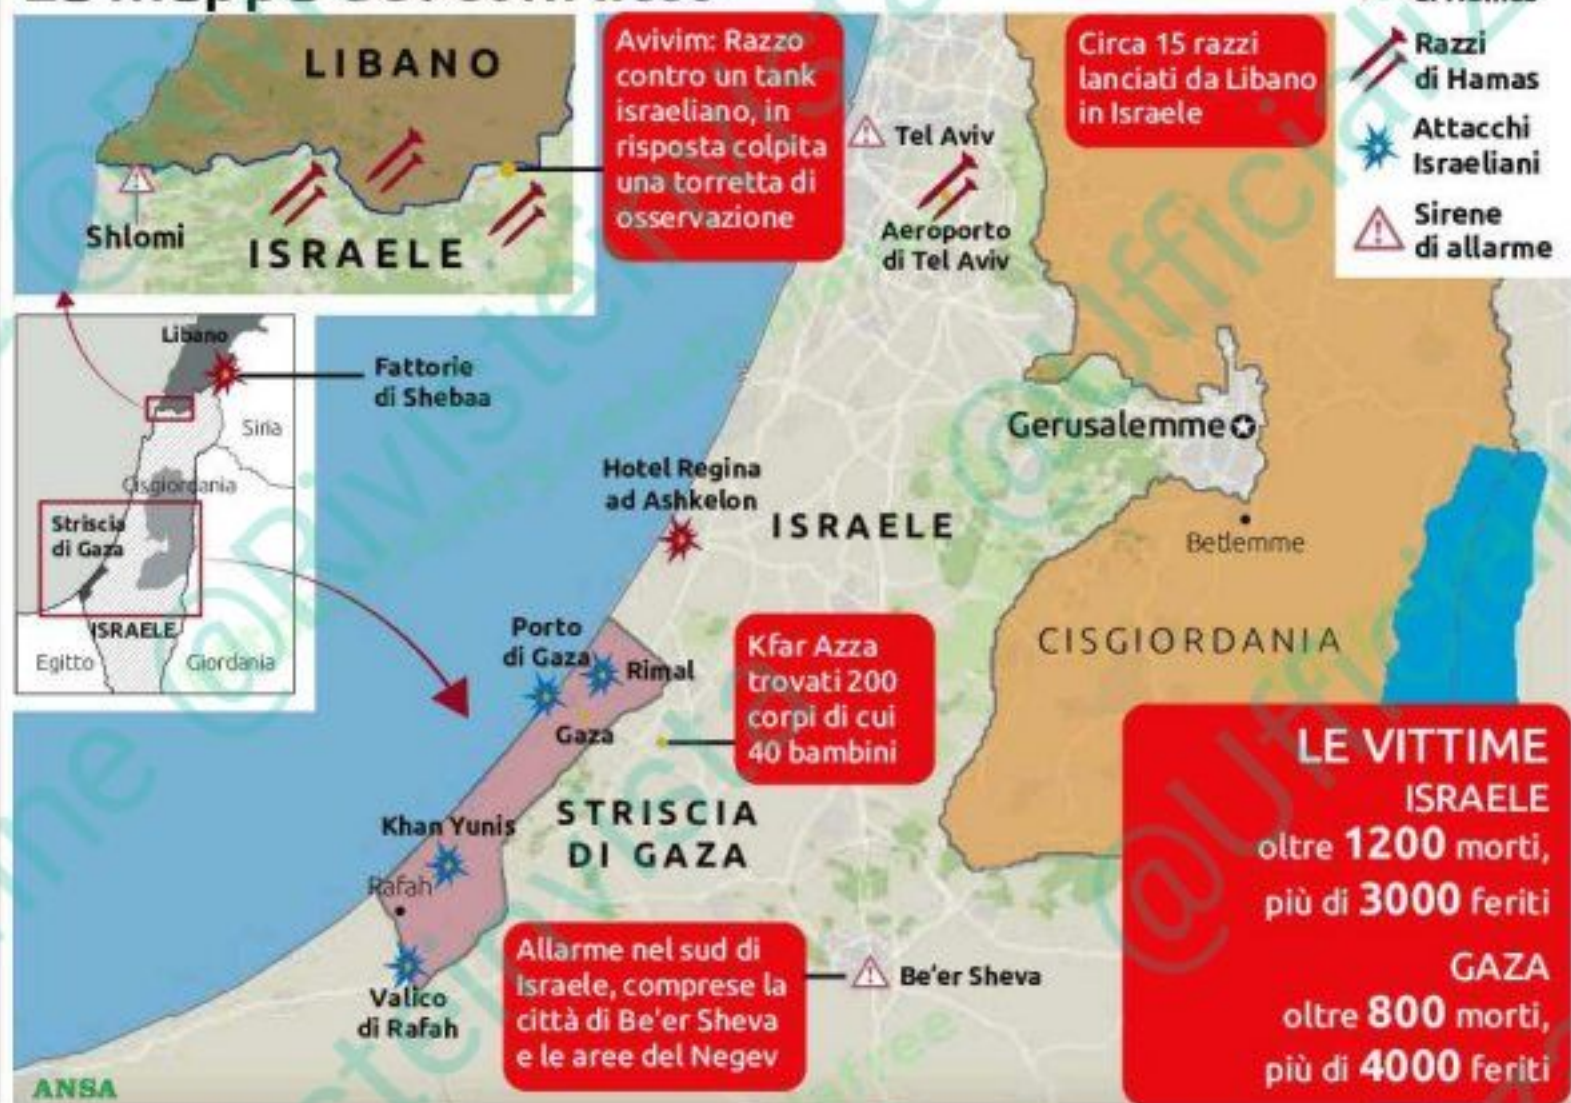 LIBANO
Shlomi
ISRAELE
Avivim: Razzo
contro un tank
israeliano, in
risposta colpita
una torretta di
osservazione
Tel Aviv
Aeroporto
di Tel Aviv
Circa 15 razzi
lanciati da Libano
in Israele
Razzi
di Hamas
Attacchi
Israeliani
Sirene
di allarme
Libano
Fattorie
di Shebaa
Siria
Cisgiordania
Striscia
di Gaza
ISRAELE
Egitto
Giordania
Gerusalemme
Betlemme
Hotel Regina
ad Ashkelon
ISRAELE
CISGIORDANIA
Porto
di Gaza
Rimal
Gaza
Kfar Azza
trovati 200
corpi di cui
40 bambini
STRISCIA
DI GAZA
Khan Yunis
Rafah
Valico
di Rafah
Allarme nel sud di
Israele, comprese la
città di Be'er Sheva
e le aree del Negev
Be'er Sheva
LE VITTIME
ISRAELE
oltre 1200 morti,
più di 3000 feriti
GAZA
oltre 800 morti,
più di 4000 feriti
ANSA